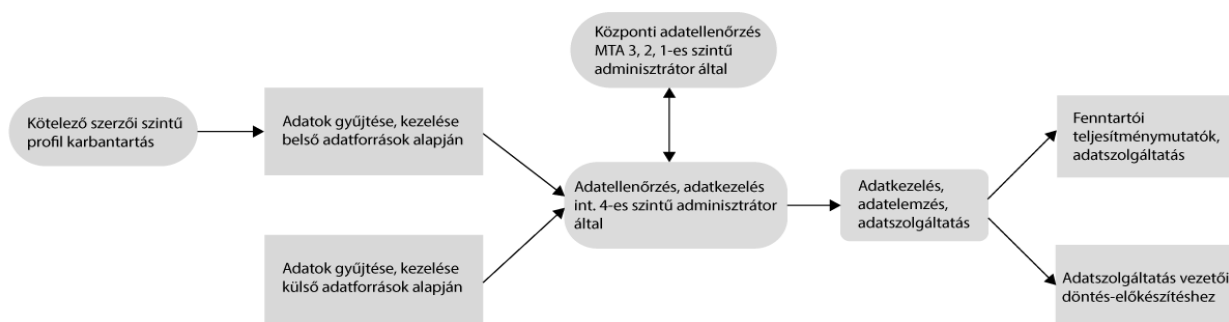 Központi adatellenőrzés
MTA 3, 2, 1-es szintű
adminisztrátor által
Kötelező szerzői szintű
profil karbantartás
Adatok gyűjtése, kezelése
belső adatforrások alapján
Adatok gyűjtése, kezelése
külső adatforrások alapján
Adatellenőrzés, adatkezelés
int. 4-es szintű adminisztrátor
által
Adatkezelés,
adatelemzés,
adatszolgáltatás
Fenntartói
teljesítménymutatók,
adatszolgáltatás
Adatszolgáltatás vezetői
döntés-előkészítéshez